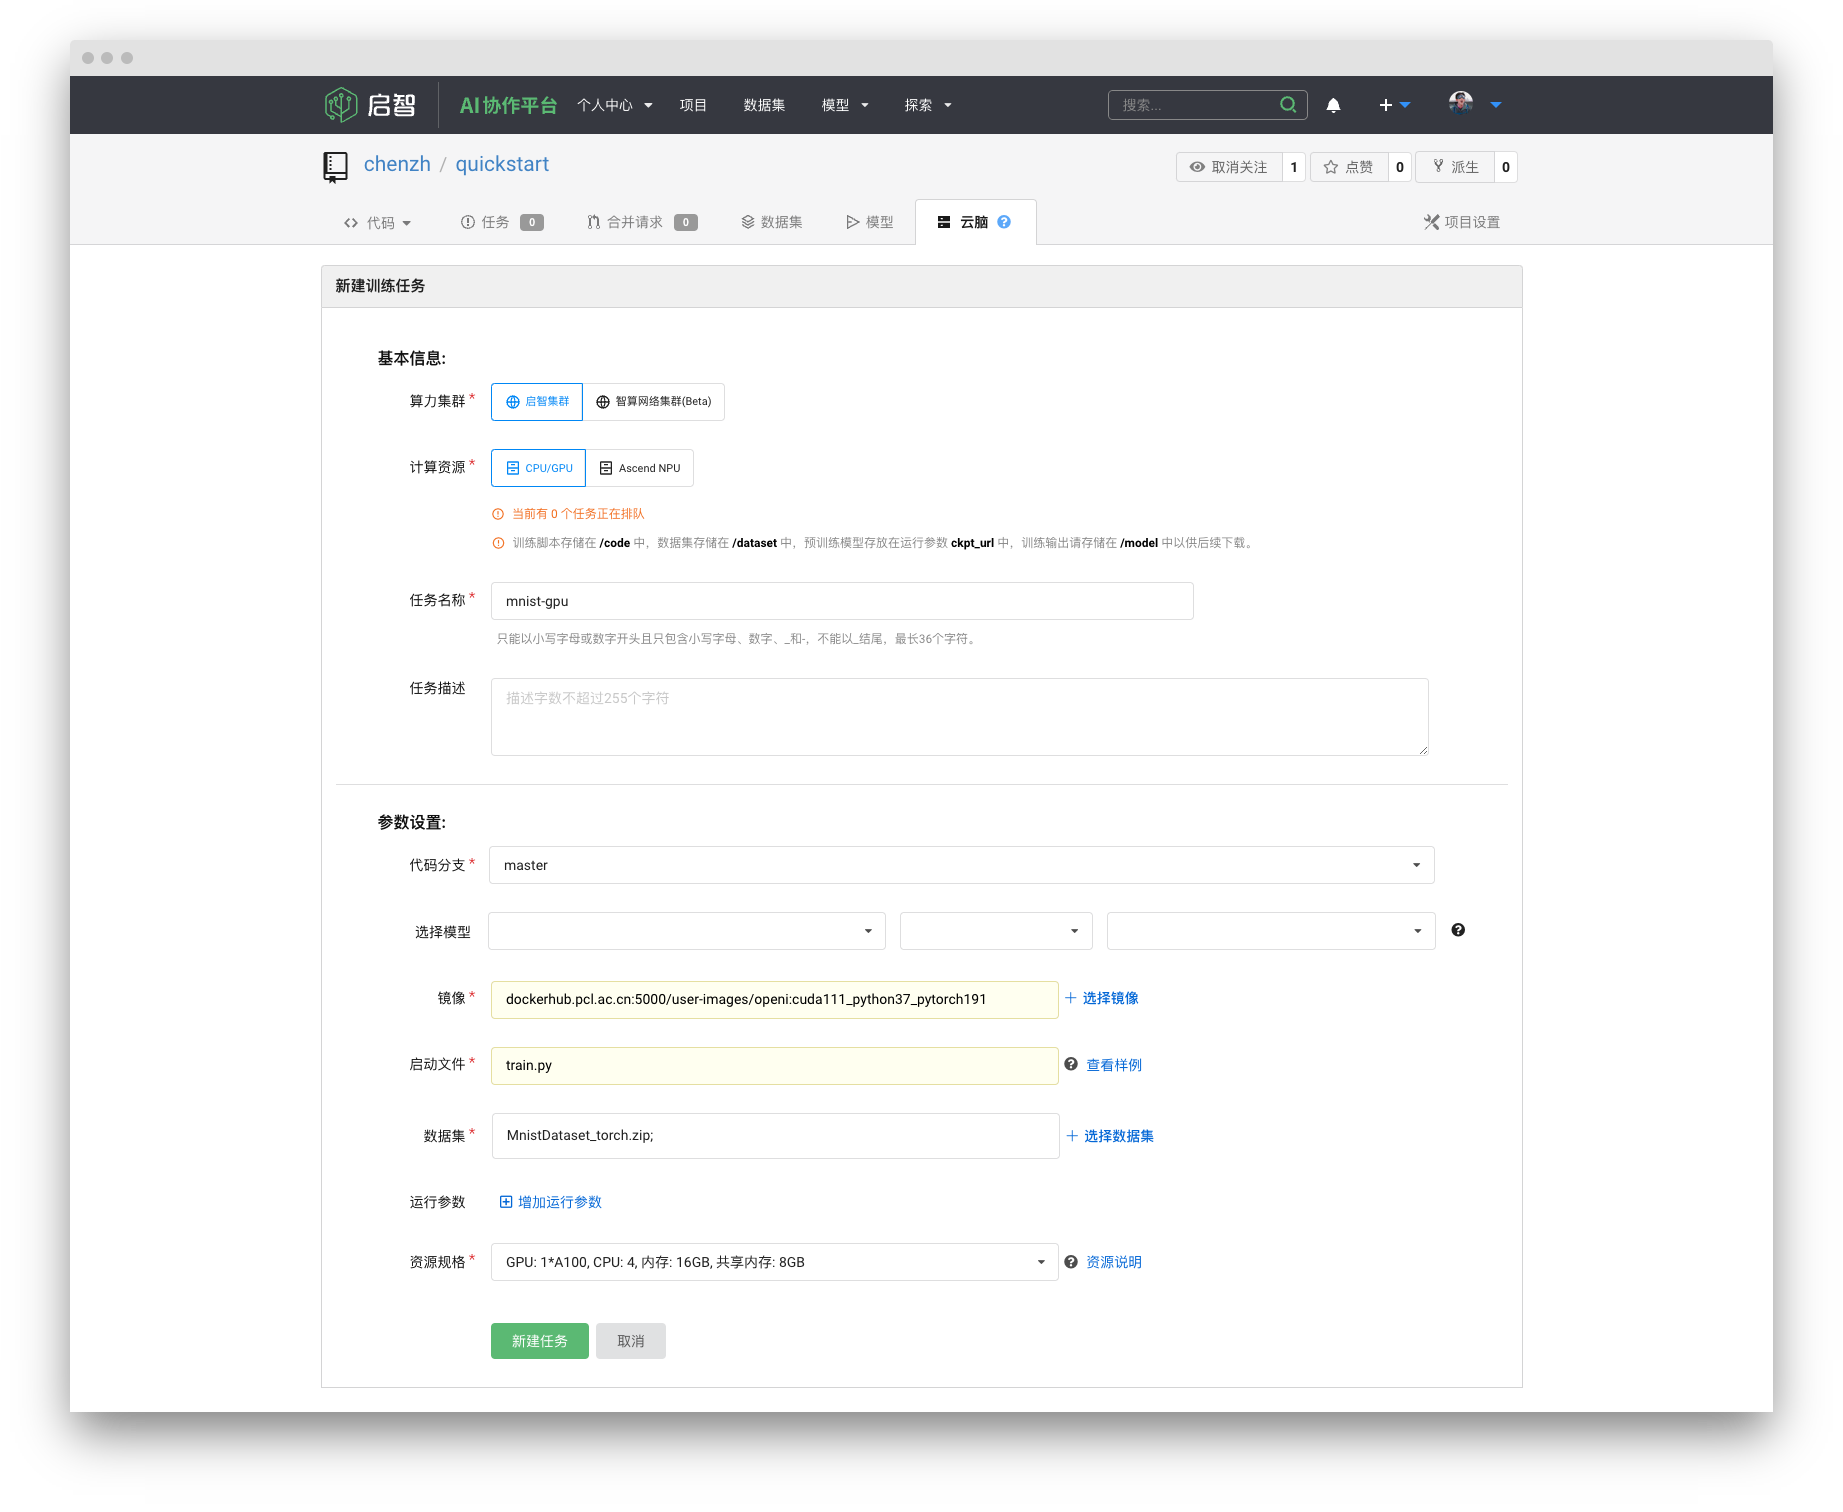 启智 AI协作平台 个人中心 项目 数据集 模型 探索 搜索...
chenzh / quickstart 取消关注 1 点赞 0 派生 0
代码 任务 0 合并请求 0 数据集 模型 云脑 项目设置
新建训练任务
基本信息:
算力集群* 启智集群 智算网络集群(Beta)
计算资源* CPU/GPU Ascend NPU
当前有 0 个任务正在排队
训练脚本存储在 /code 中，数据集存储在 /dataset 中，预训练模型存放在运行参数 ckpt_url 中，训练输出请存储在 /model 中以供后续下载。
任务名称* mnist-gpu
只能以小写字母或数字开头且只包含小写字母、数字、_和-，不能以_结尾，最长36个字符。
任务描述 描述字数不超过255个字符
参数设置:
代码分支* master
选择模型
镜像* dockerhub.pcl.ac.cn:5000/user-images/openi:cuda111_python37_pytorch191 选择镜像
启动文件* train.py 查看样例
数据集* MnistDataset_torch.zip; 选择数据集
运行参数 增加运行参数
资源规格* GPU: 1*A100, CPU: 4, 内存: 16GB, 共享内存: 8GB 资源说明
新建任务 取消